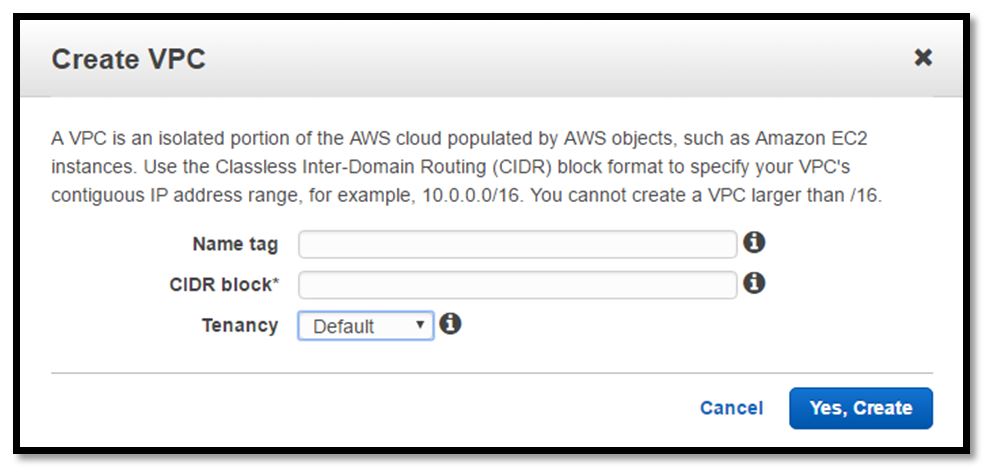 Create VPC
A VPC is an isolated portion of the AWS cloud populated by AWS objects, such as Amazon EC2
instances. Use the Classless Inter-Domain Routing (CIDR) block format to specify your VPC's
contiguous IP address range, for example, 10.0.0.0/16. You cannot create a VPC larger than /16.
Name tag
CIDR block*
Tenancy Default
Cancel Yes, Create